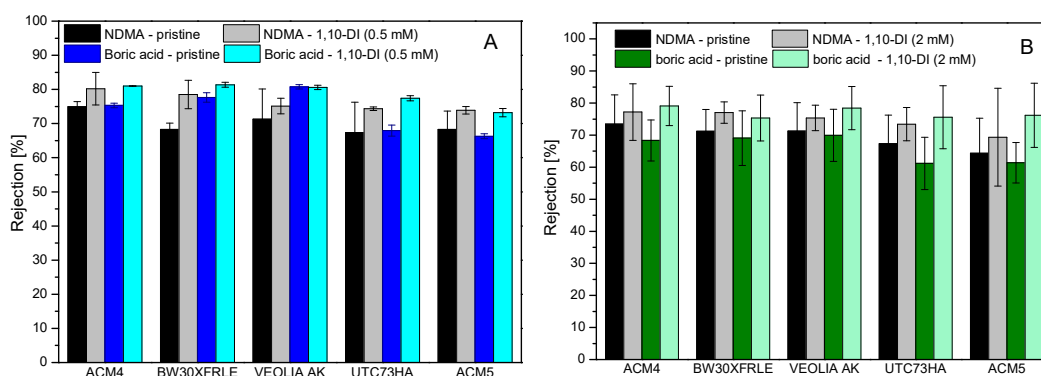 NDMA - pristine NDMA - 1,10-DI (0.5 mM)
Boric acid - pristine Boric acid - 1,10-DI (0.5 mM)
A
100
90
80
70
60
50
40
30
20
10
0
Rejection [%]
ACM4 BW30XFRLE VEOLIA AK UTC73HA ACM5
NDMA - pristine NDMA - 1,10-DI (2 mM)
boric acid - pristine boric acid - 1,10-DI (2 mM)
B
100
90
80
70
60
50
40
30
20
10
0
Rejection [%]
ACM4 BW30XFRLE VEOLIA AK UTC73HA ACM5